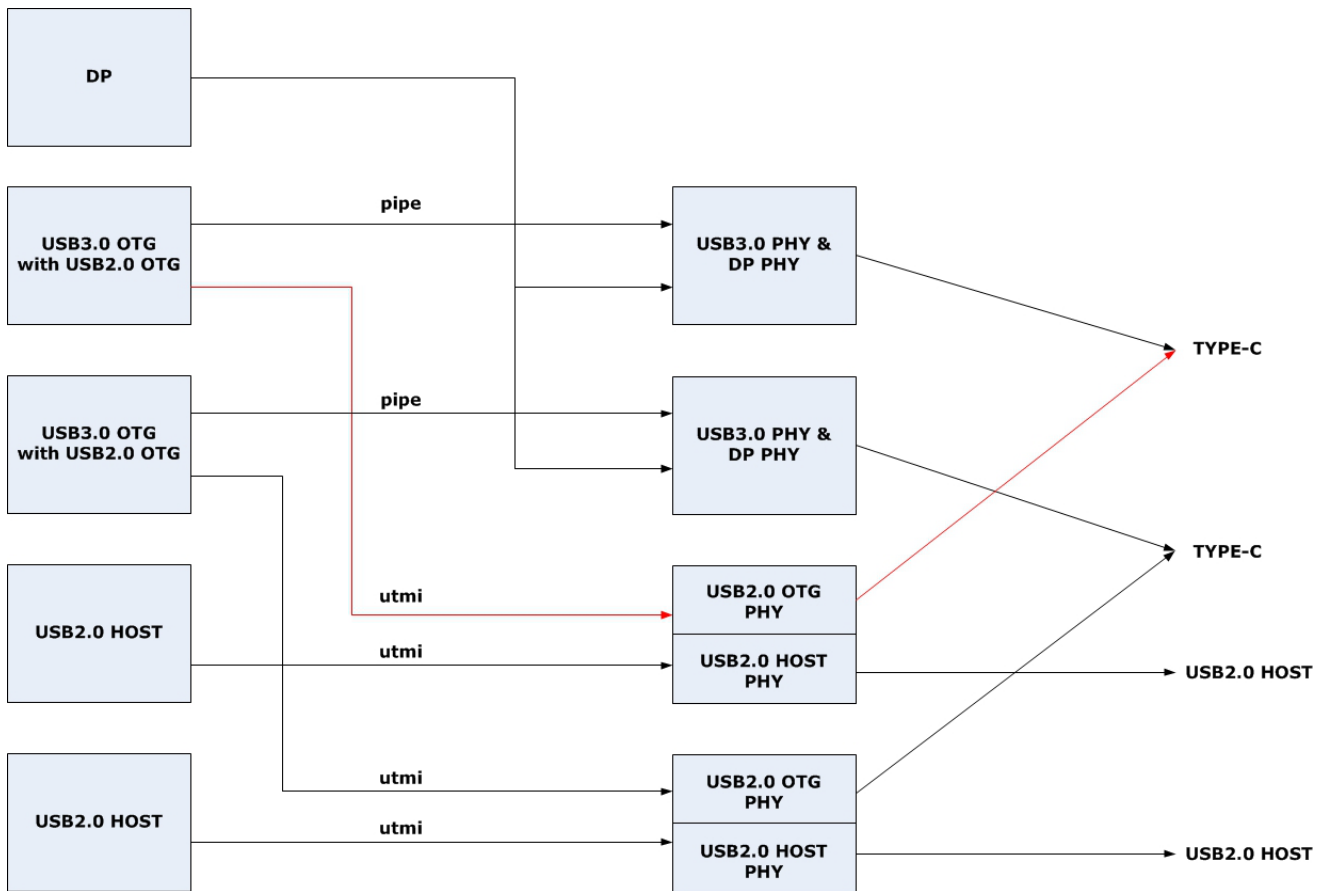 DP
pipe
USB3.0 OTG
with USB2.0 OTG
USB3.0 PHY &
DP PHY
TYPE-C
pipe
USB3.0 OTG
with USB2.0 OTG
USB3.0 PHY &
DP PHY
TYPE-C
utmi
USB2.0 OTG
PHY
USB2.0 HOST
utmi
USB2.0 HOST
PHY
USB2.0 HOST
utmi
USB2.0 OTG
PHY
USB2.0 HOST
utmi
USB2.0 HOST
PHY
USB2.0 HOST